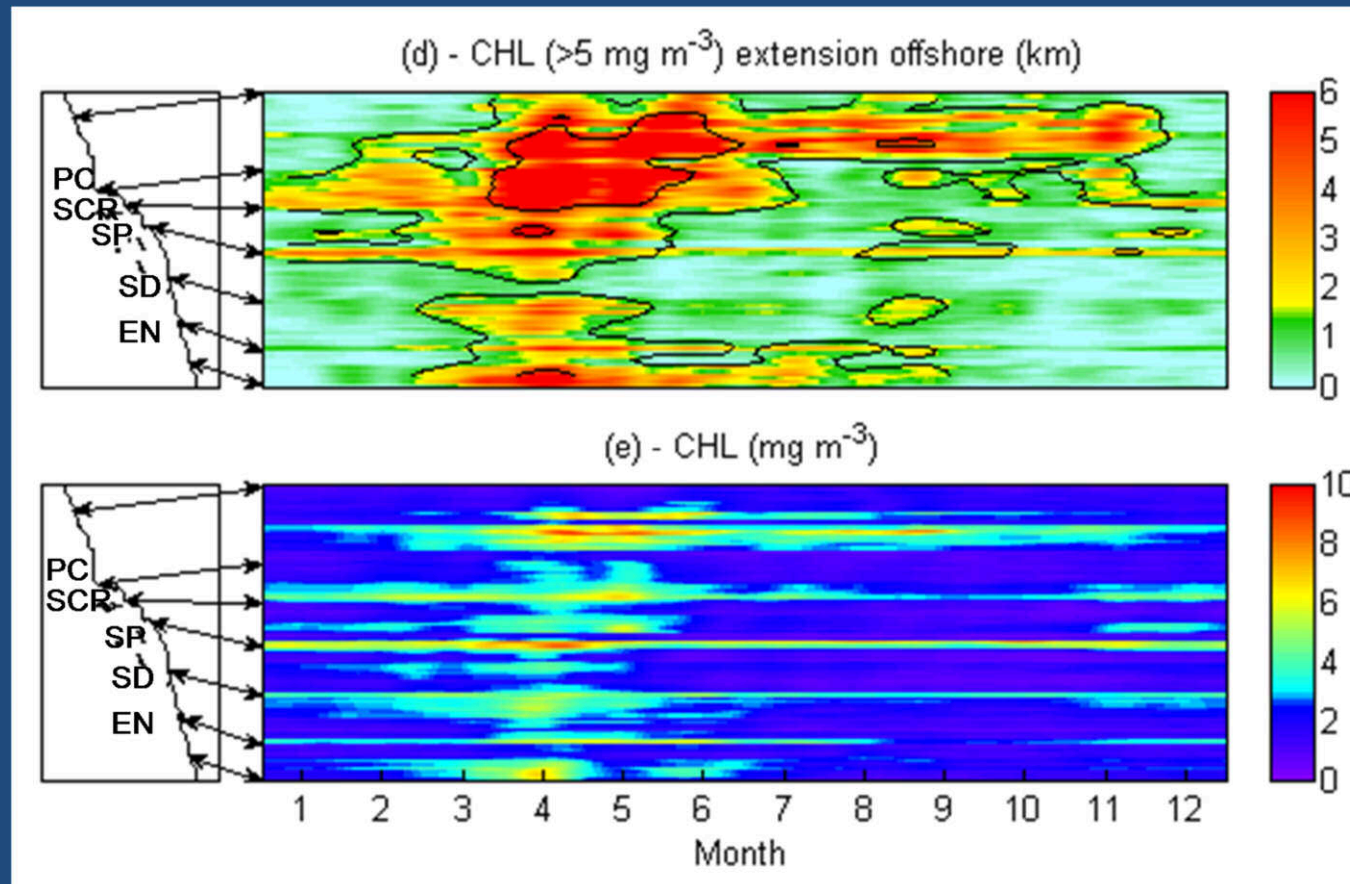 (d) - CHL (>5 mg m-3) extension offshore (km)
PC
SCR
SP
SD
EN
6
5
4
3
2
1
0
(e) - CHL (mg m-3)
PC
SCR
SP
SD
EN
10
8
6
4
2
0
1 2 3 4 5 6 7 8 9 10 11 12
Month